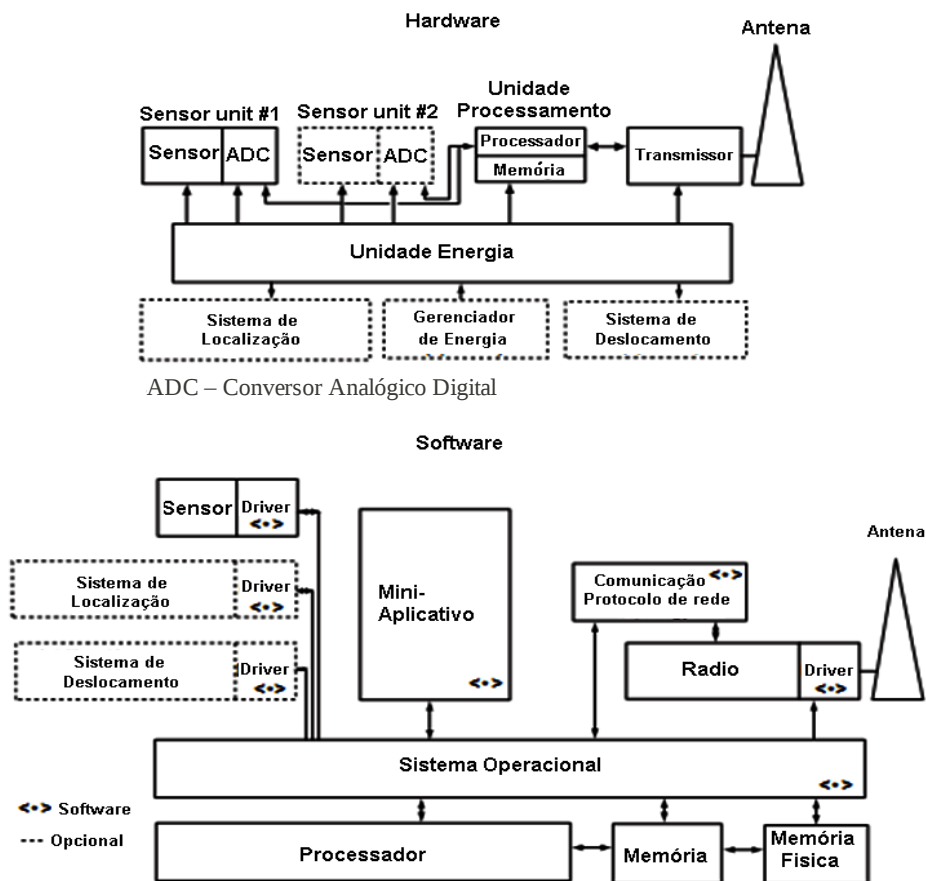 Hardware
Antena
Unidade
Processamento
Sensor unit #1
Sensor unit #2
Sensor
ADC
Sensor
ADC
Processador
Memória
Transmissor
Unidade Energia
Sistema de
Localização
Gerenciador
de Energia
Sistema de
Deslocamento
ADC – Conversor Analógico Digital
Software
Sensor
Driver
<•>
Antena
Sistema de
Localização
Driver
<•>
Mini-
Aplicativo
<•>
Comunicação <•>
Protocolo de rede
Sistema de
Deslocamento
Driver
<•>
Radio
Driver
<•>
Sistema Operacional
<•>
<•> Software
--- Opcional
Processador
Memória
Memória
Fisica